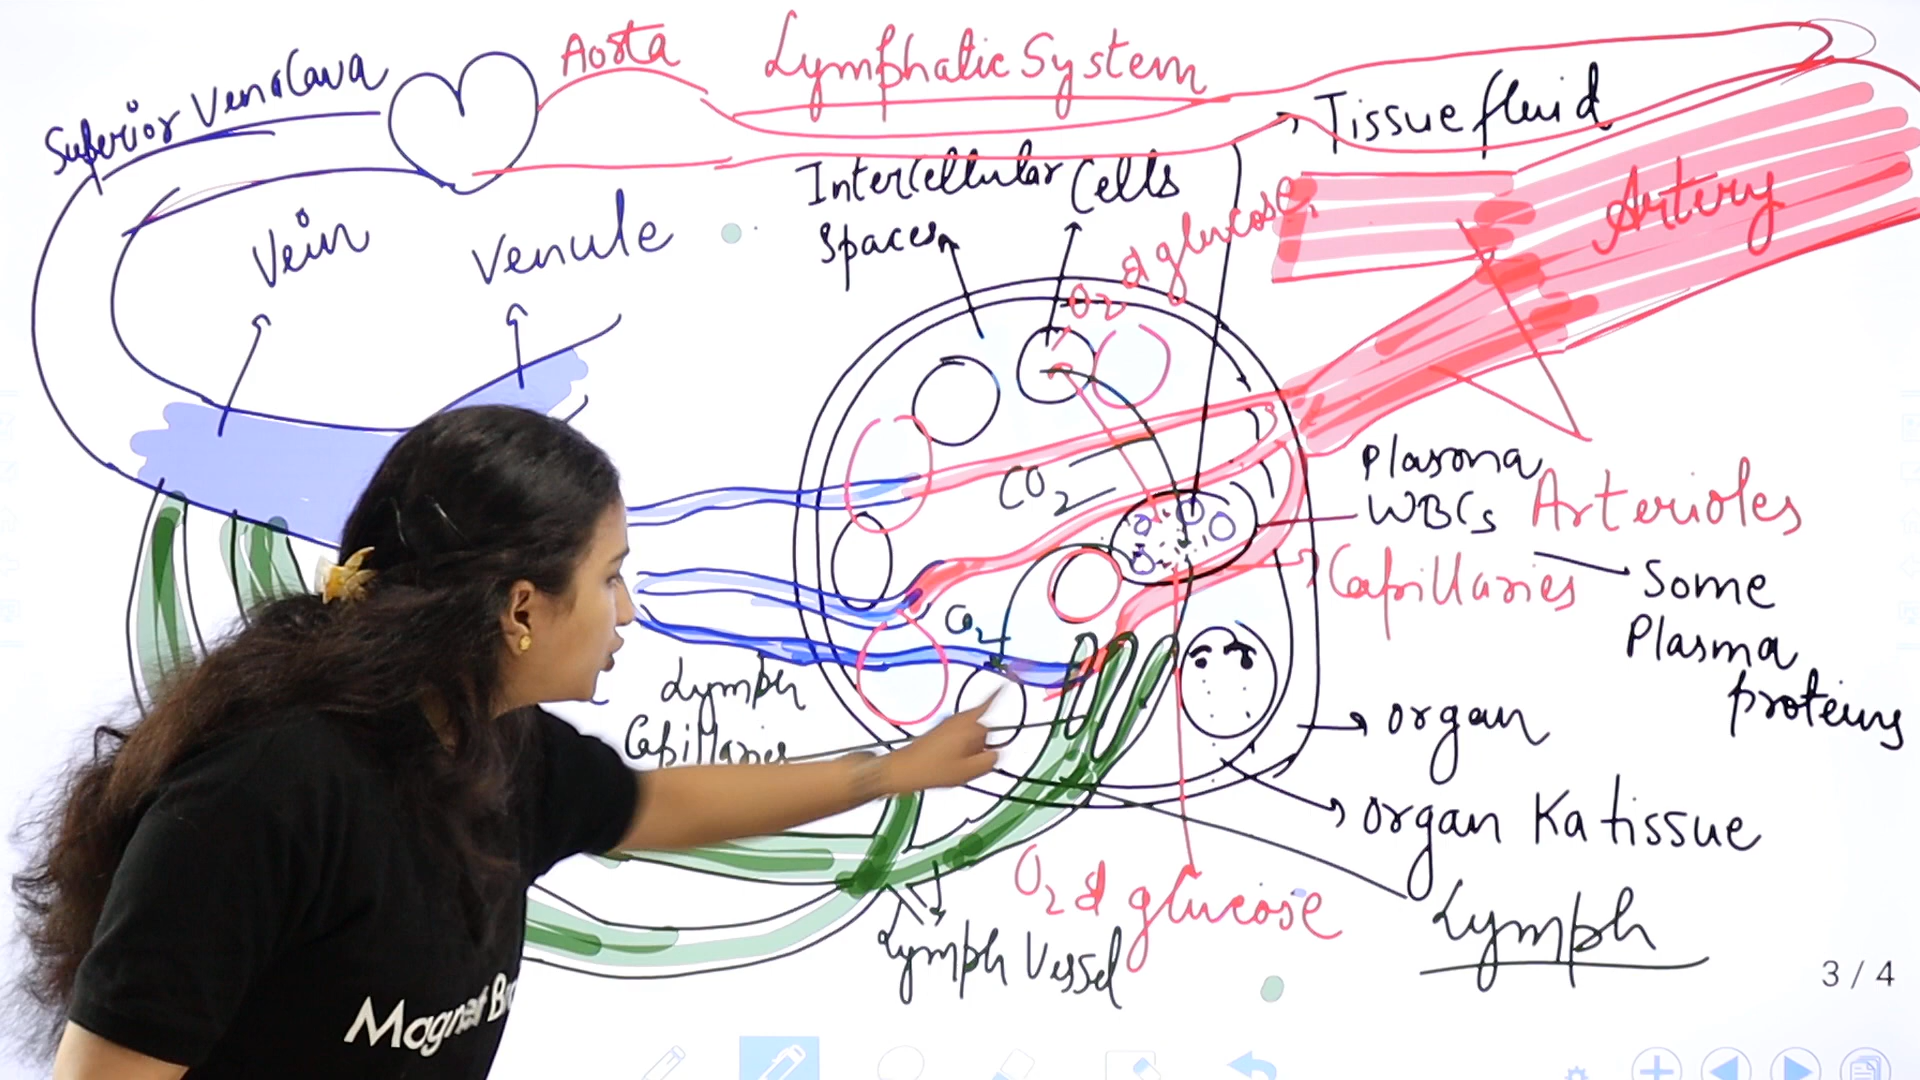 Superior Vena Cava
Aorta
Lymphatic System
Tissue fluid
Intercellular
Spaces
Cells
Vein
Venule
O2 & glucose
Artery
CO2
Plasma
WBCs
Arterioles
Capillaries
Some
Plasma
proteins
CO2
Lymph
Capillaries
organ
organ Ka tissue
O2 & glucose
Lymph
Lymph Vessel
3 / 4
Magnet